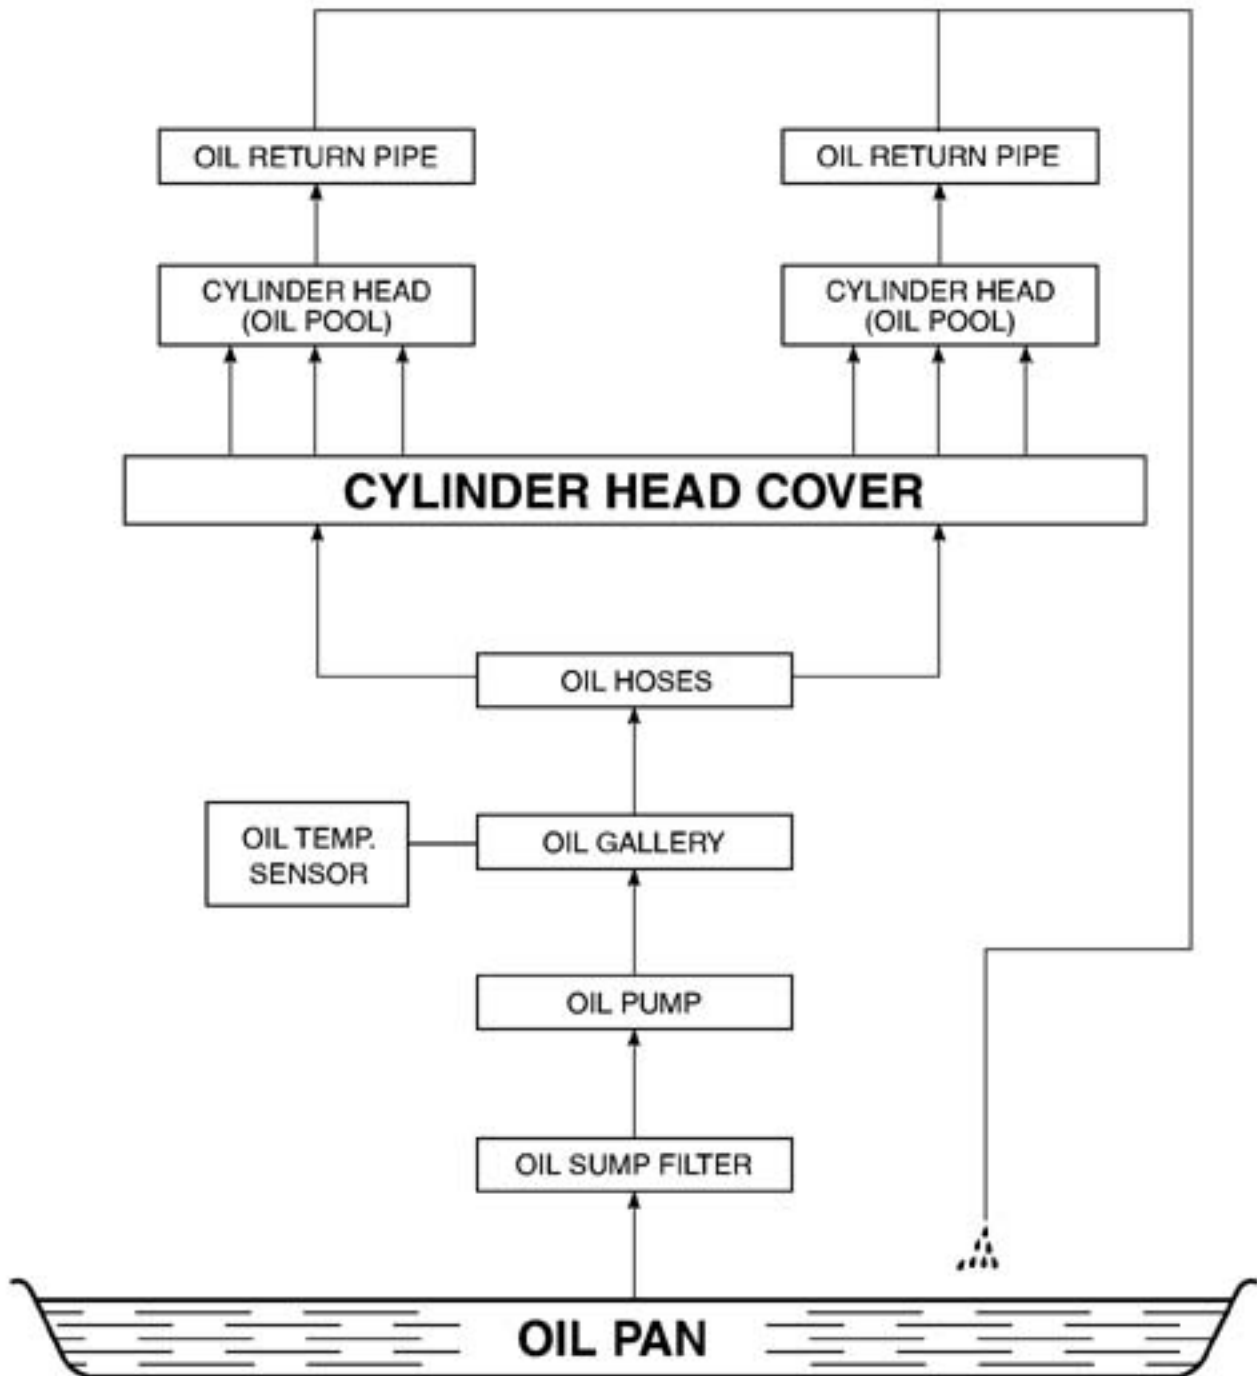 OIL RETURN PIPE
OIL RETURN PIPE
CYLINDER HEAD
(OIL POOL)
CYLINDER HEAD
(OIL POOL)
CYLINDER HEAD COVER
OIL HOSES
OIL TEMP.
SENSOR
OIL GALLERY
OIL PUMP
OIL SUMP FILTER
OIL PAN